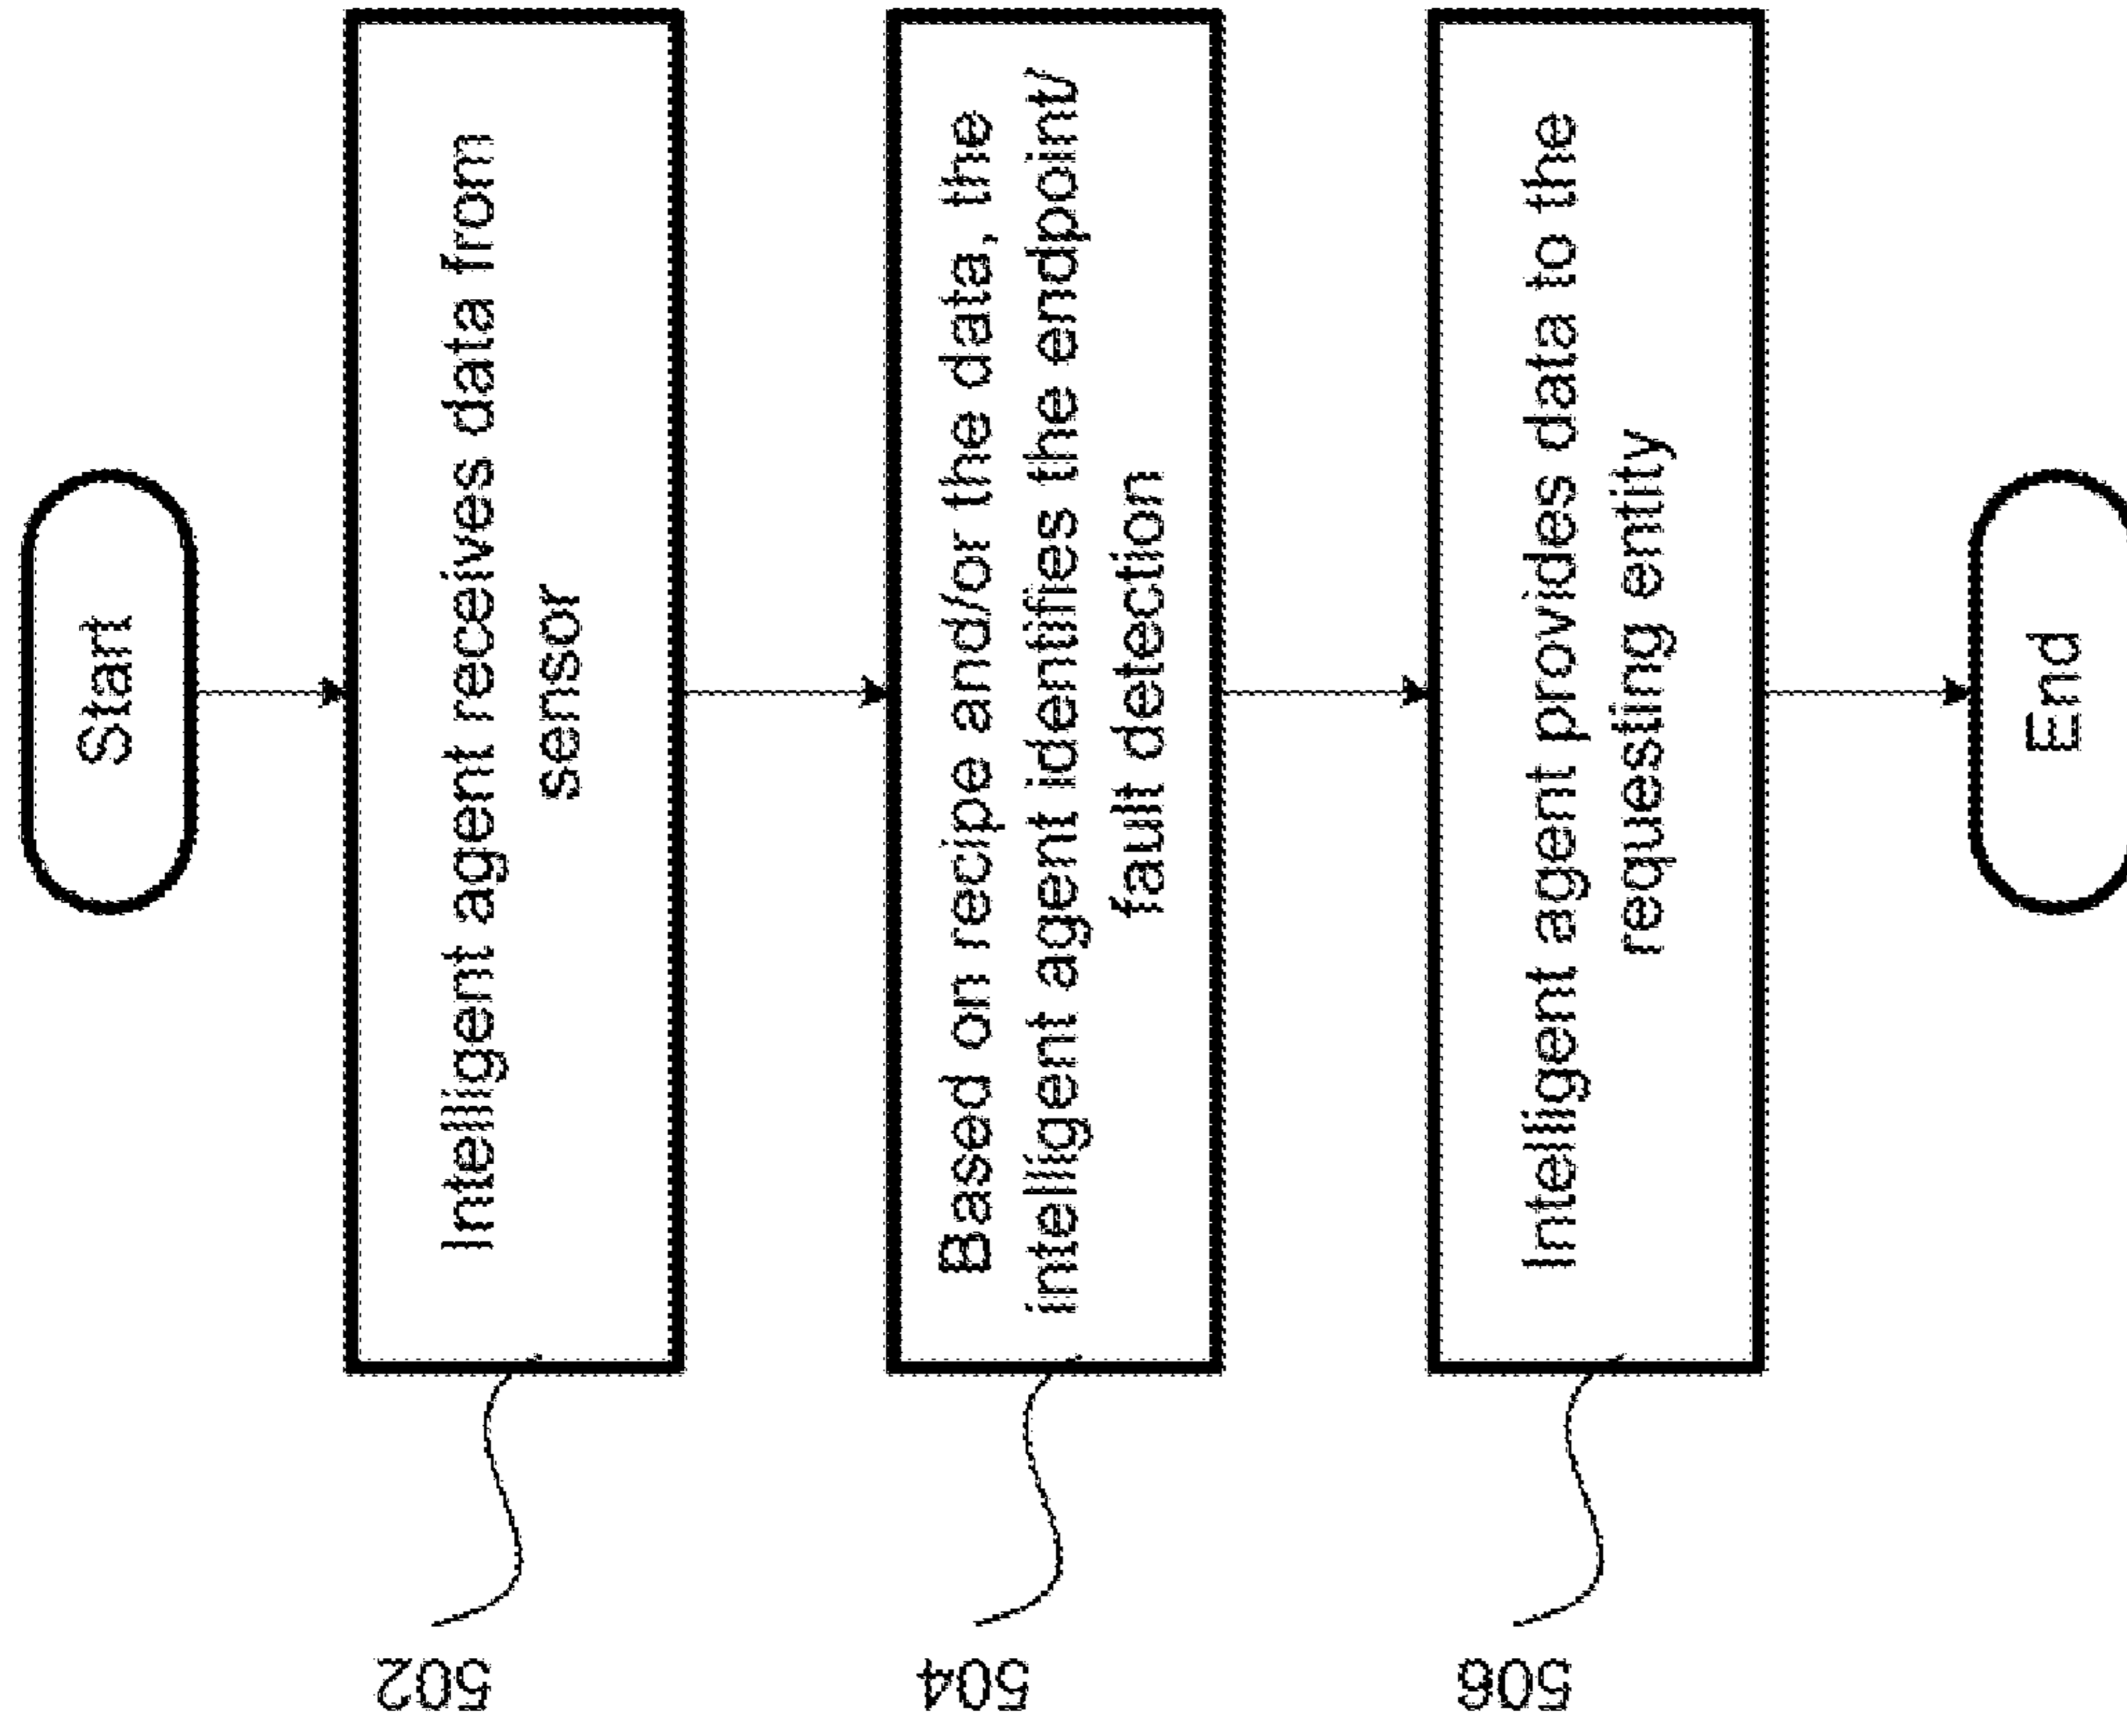 Start
502
Intelligent agent receives data from
sensor
504
Based on recipe and/or the data, the
intelligent agent identifies the endpoint/
fault detection
506
Intelligent agent provides data to the
requesting entity
End